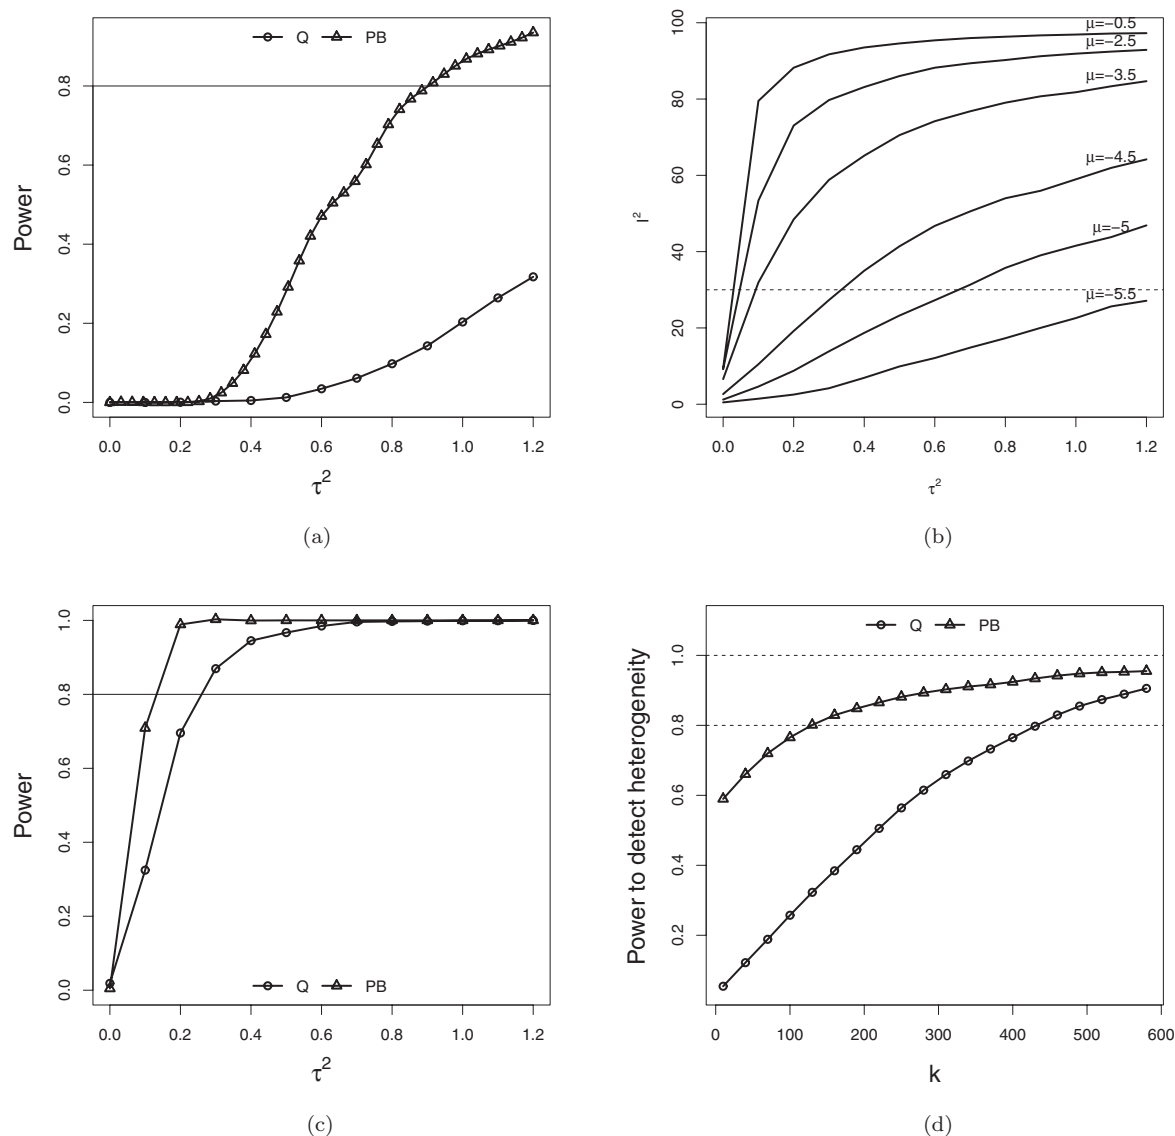 Q PB
Power
0.0 0.2 0.4 0.6 0.8
0.0 0.2 0.4 0.6 0.8 1.0 1.2
τ²
(a)
μ=−0.5
μ=−2.5
μ=−3.5
μ=−4.5
μ=−5
μ=−5.5
I²
0 20 40 60 80 100
0.0 0.2 0.4 0.6 0.8 1.0 1.2
τ²
(b)
Power
0.0 0.2 0.4 0.6 0.8 1.0
Q PB
0.0 0.2 0.4 0.6 0.8 1.0 1.2
τ²
(c)
Q PB
Power to detect heterogeneity
0.2 0.4 0.6 0.8 1.0
0 100 200 300 400 500 600
k
(d)